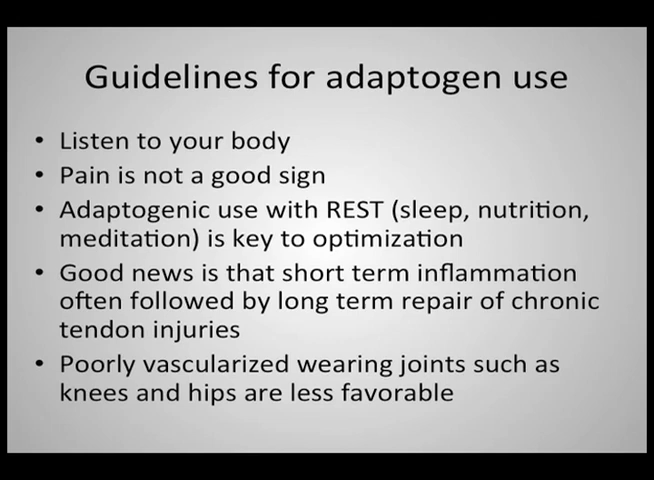 Guidelines for adaptogen use
• Listen to your body
• Pain is not a good sign
• Adaptogenic use with REST (sleep, nutrition,
meditation) is key to optimization
• Good news is that short term inflammation
often followed by long term repair of chronic
tendon injuries
• Poorly vascularized wearing joints such as
knees and hips are less favorable